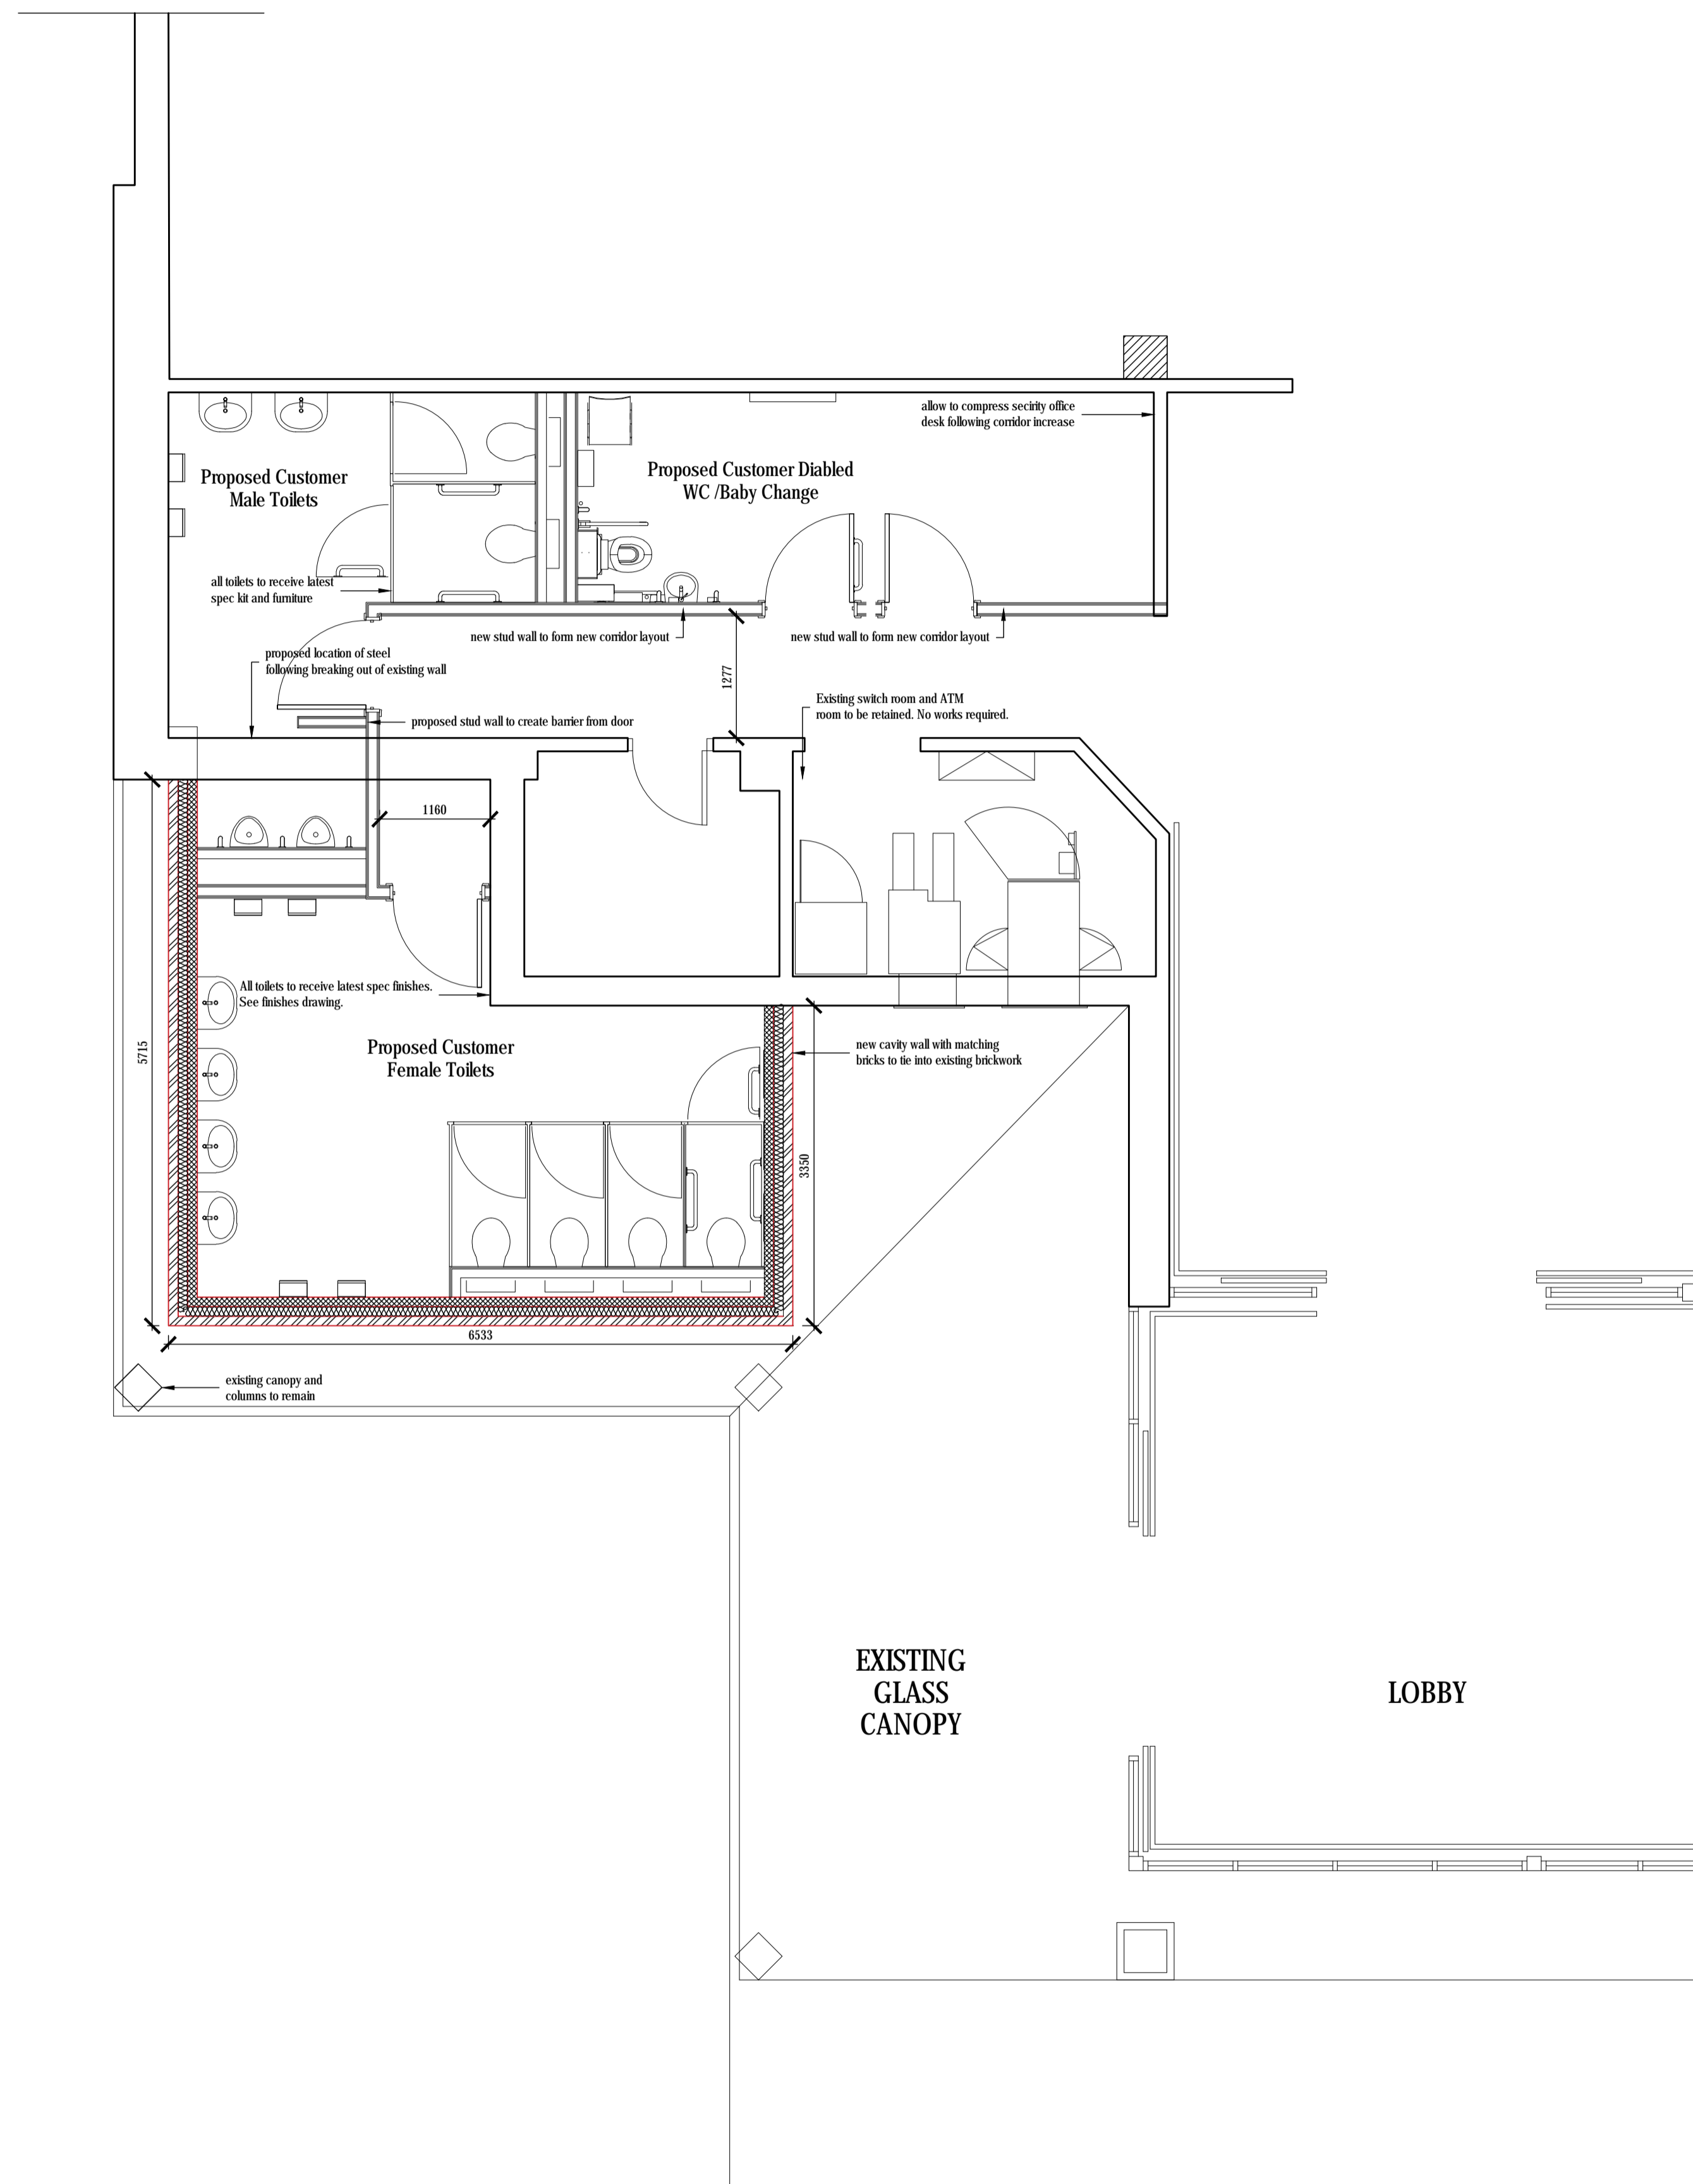 allow to compress secirity office
desk following corridor increase
Proposed Customer
Male Toilets
Proposed Customer Diabled
WC /Baby Change
all toilets to receive latest
spec kit and furniture
new stud wall to form new corridor layout
new stud wall to form new corridor layout
proposed location of steel
following breaking out of existing wall
1277
Existing switch room and ATM
room to be retained. No works required.
proposed stud wall to create barrier from door
1160
All toilets to receive latest spec finishes.
See finishes drawing.
5715
Proposed Customer
Female Toilets
new cavity wall with matching
bricks to tie into existing brickwork
3350
6533
existing canopy and
columns to remain
EXISTING
GLASS
CANOPY
LOBBY